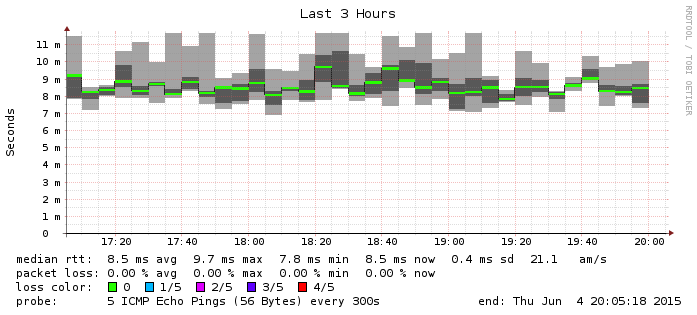 Last 3 Hours
RRDTOOL / TOBI OETIKER
Seconds
11 m
10 m
9 m
8 m
7 m
6 m
5 m
4 m
3 m
2 m
1 m
0
17:20 17:40 18:00 18:20 18:40 19:00 19:20 19:40 20:00
median rtt: 8.5 ms avg 9.7 ms max 7.8 ms min 8.5 ms now 0.4 ms sd 21.1 am/s
packet loss: 0.00 % avg 0.00 % max 0.00 % min 0.00 % now
loss color: 0 1/5 2/5 3/5 4/5
probe: 5 ICMP Echo Pings (56 Bytes) every 300s end: Thu Jun 4 20:05:18 2015